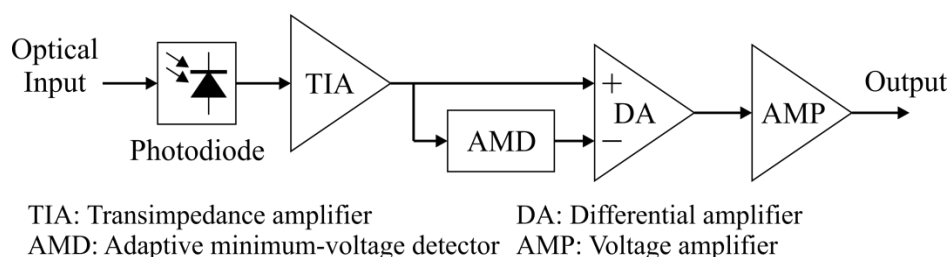 Optical
Input
Photodiode
TIA
+
−
DA
AMD
AMP
Output
TIA: Transimpedance amplifier
DA: Differential amplifier
AMD: Adaptive minimum-voltage detector
AMP: Voltage amplifier